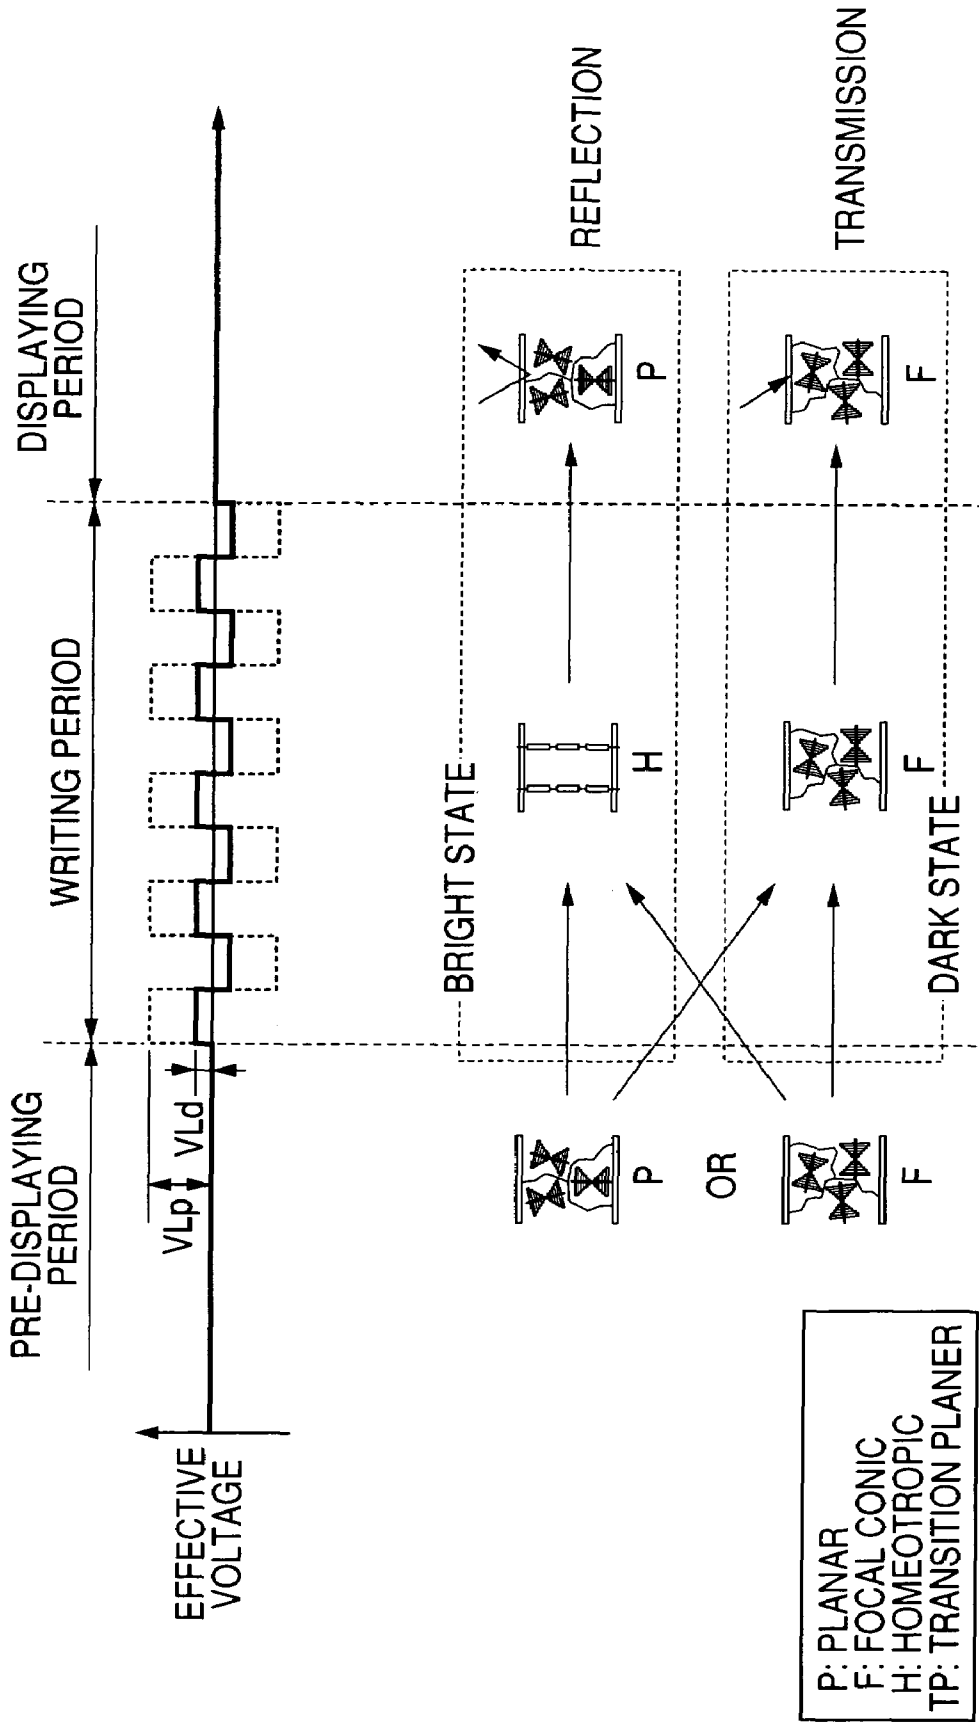 PRE-DISPLAYING
PERIOD
WRITING PERIOD
DISPLAYING
PERIOD
EFFECTIVE
VOLTAGE
VLp
VLd
BRIGHT STATE
REFLECTION
P
H
P
OR
TRANSMISSION
F
F
F
DARK STATE
P: PLANAR
F: FOCAL CONIC
H: HOMEOTROPIC
TP: TRANSITION PLANER